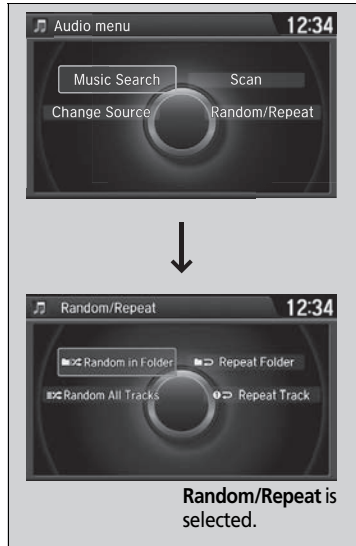 Audio menu 12:34
Music Search Scan
Change Source Random/Repeat
Random/Repeat 12:34
Random in Folder Repeat Folder
Random All Tracks Repeat Track
Random/Repeat is
selected.